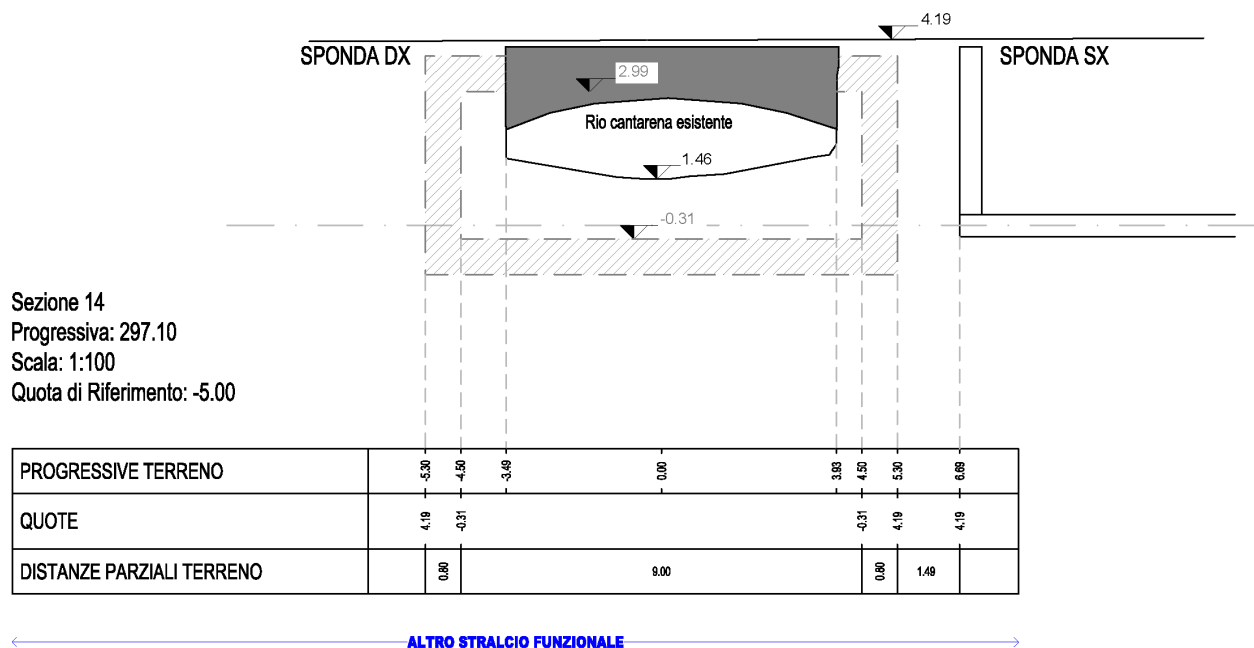 4.19
SPONDA DX
SPONDA SX
2.99
Rio cantarena esistente
1.46
-0.31
Sezione 14
Progressiva: 297.10
Scala: 1:100
Quota di Riferimento: -5.00
PROGRESSIVE TERRENO -5.30 -4.50 -3.49 0.00 3.93 4.50 5.30 6.69
QUOTE 4.19 -0.31 -0.31 4.19 4.19
DISTANZE PARZIALI TERRENO 0.80 9.00 0.80 1.49
ALTRO STRALCIO FUNZIONALE